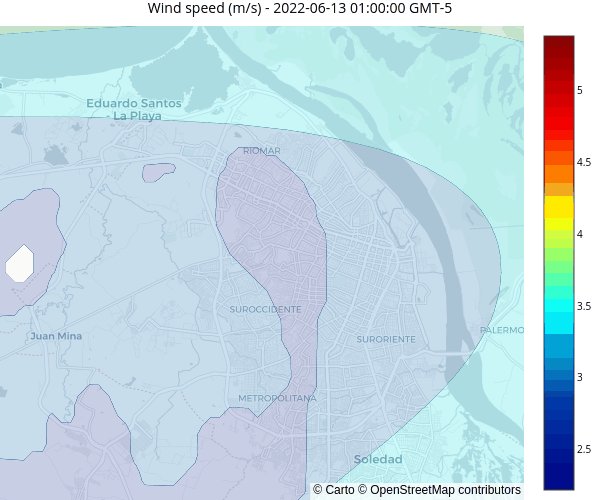 Wind speed (m/s) - 2022-06-13 01:00:00 GMT-5
Eduardo Santos
- La Playa
RIOMAR
SUROCCIDENTE
Juan Mina
SURORIENTE
PALERMO
METROPOLITANA
Soledad
5
4.5
4
3.5
3
2.5
© Carto © OpenStreetMap contributors